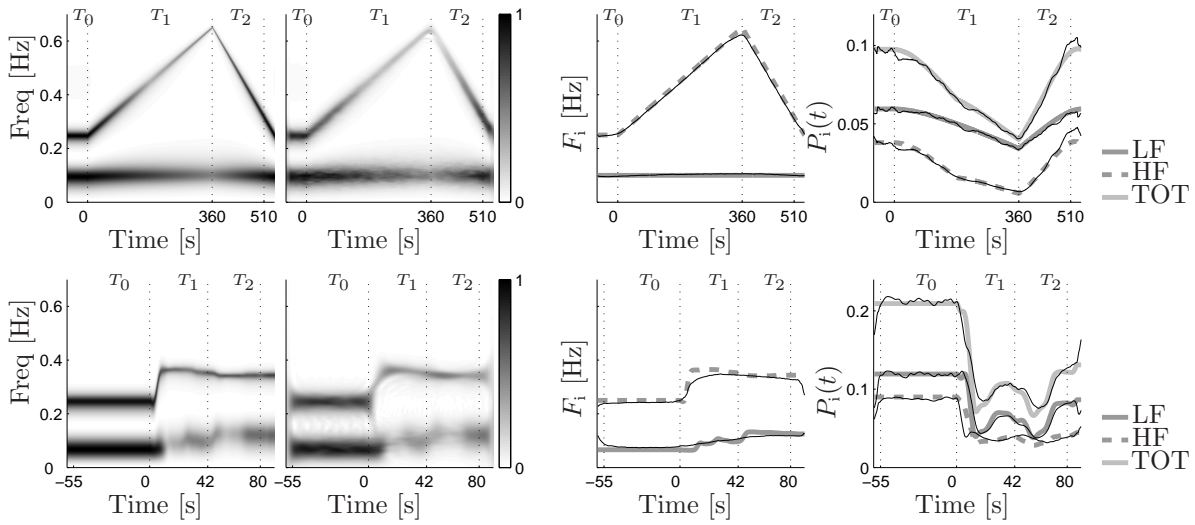 T0 T1 T2
T0 T1 T2
1
0
T0 T1 T2
T0 T1 T2
Freq [Hz]
0.6
0.4
0.2
0
0 360 510
Time [s]
0 360 510
Time [s]
Fi [Hz]
0 360 510
Time [s]
Pi(t)
0.1
0.05
0
0 360 510
Time [s]
LF
HF
TOT
T0 T1 T2
T0 T1 T2
1
0
T0 T1 T2
T0 T1 T2
Freq [Hz]
0.6
0.4
0.2
0
−55 0 42 80
Time [s]
−55 0 42 80
Time [s]
Fi [Hz]
−55 0 42 80
Time [s]
Pi(t)
0.2
0.1
0
−55 0 42 80
Time [s]
LF
HF
TOT